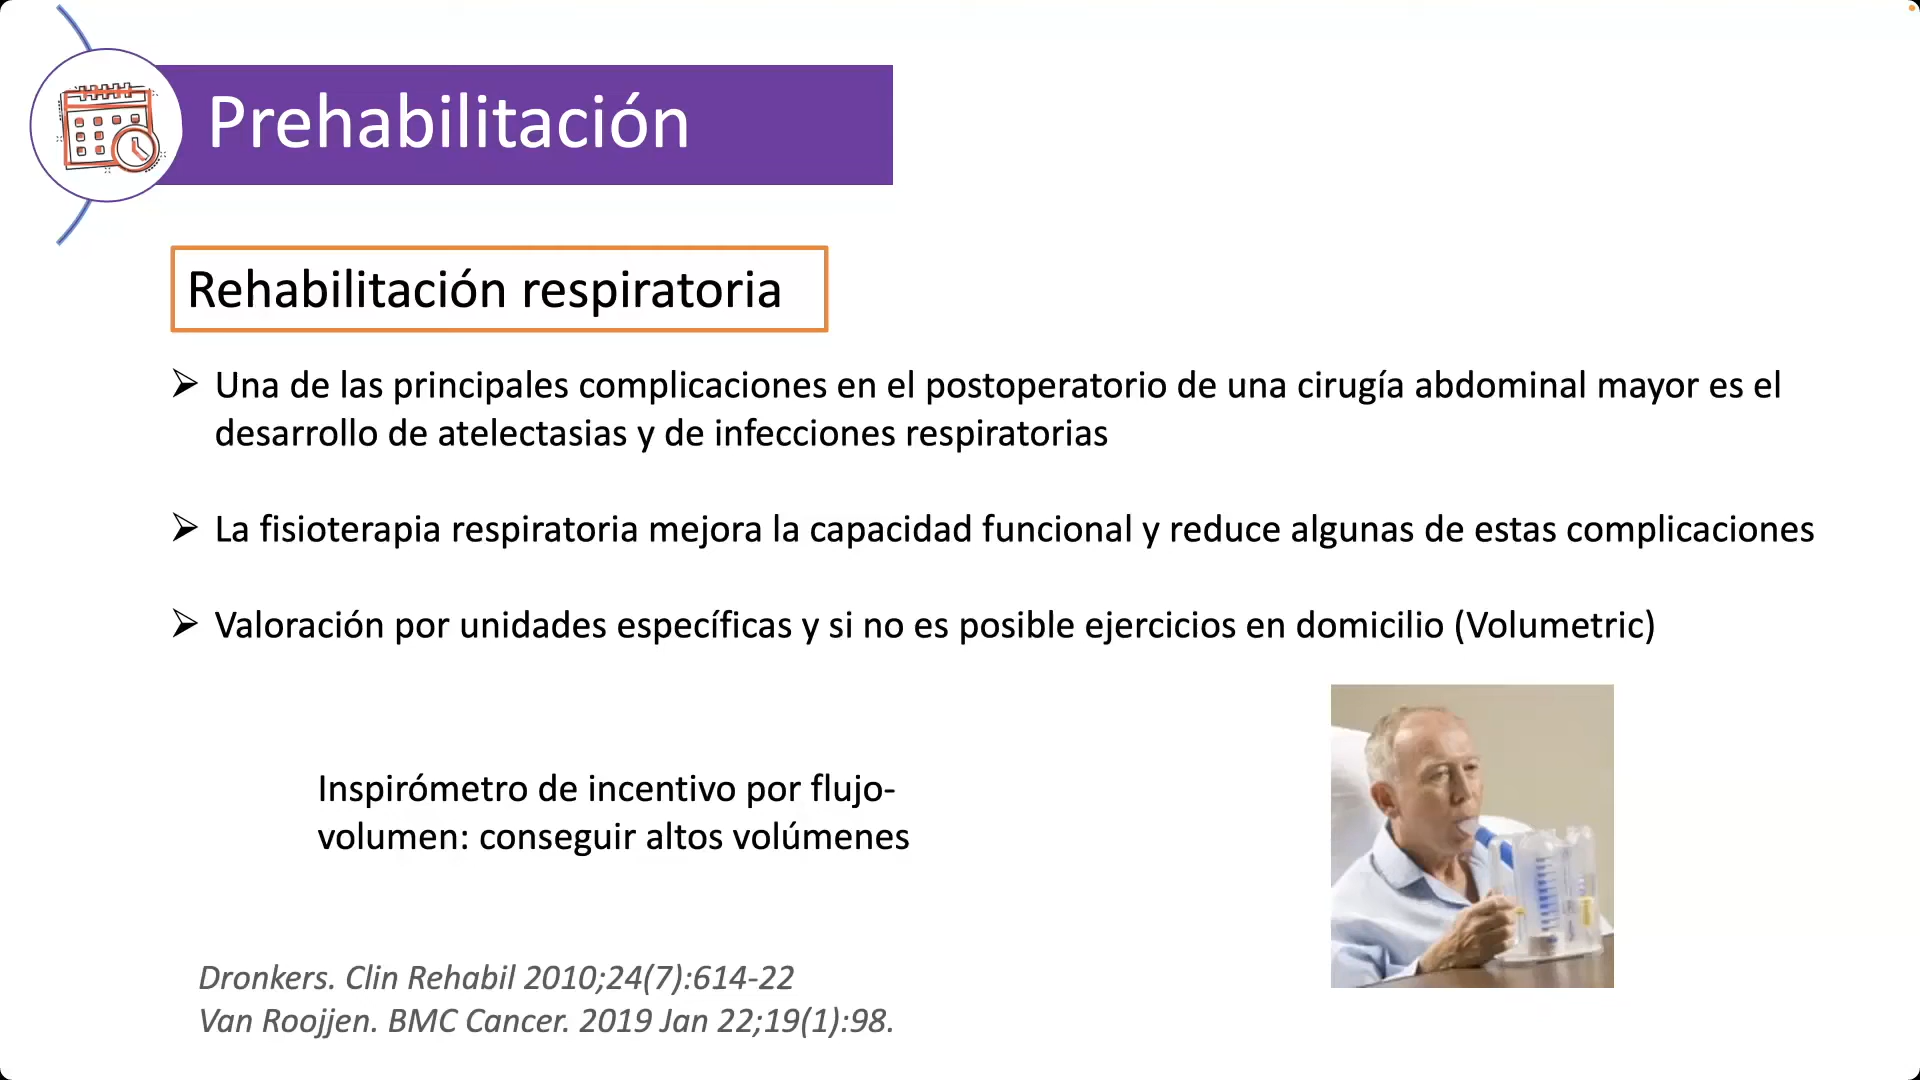 Prehabilitación
Rehabilitación respiratoria
Una de las principales complicaciones en el postoperatorio de una cirugía abdominal mayor es el
desarrollo de atelectasias y de infecciones respiratorias
La fisioterapia respiratoria mejora la capacidad funcional y reduce algunas de estas complicaciones
Valoración por unidades específicas y si no es posible ejercicios en domicilio (Volumetric)
Inspirómetro de incentivo por flujo-
volumen: conseguir altos volúmenes
Dronkers. Clin Rehabil 2010;24(7):614-22
Van Roojjen. BMC Cancer. 2019 Jan 22;19(1):98.